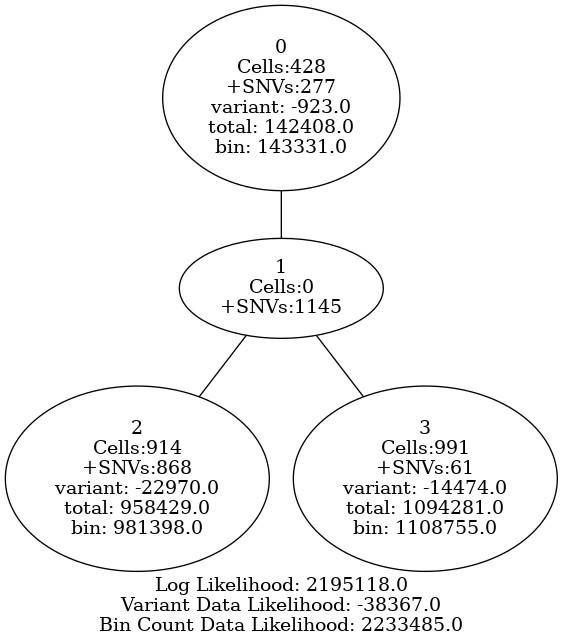 0
Cells:428
+SNVs:277
variant: -923.0
total: 142408.0
bin: 143331.0
1
Cells:0
+SNVs:1145
2
Cells:914
+SNVs:868
variant: -22970.0
total: 958429.0
bin: 981398.0
3
Cells:991
+SNVs:61
variant: -14474.0
total: 1094281.0
bin: 1108755.0
Log Likelihood: 2195118.0
Variant Data Likelihood: -38367.0
Bin Count Data Likelihood: 2233485.0